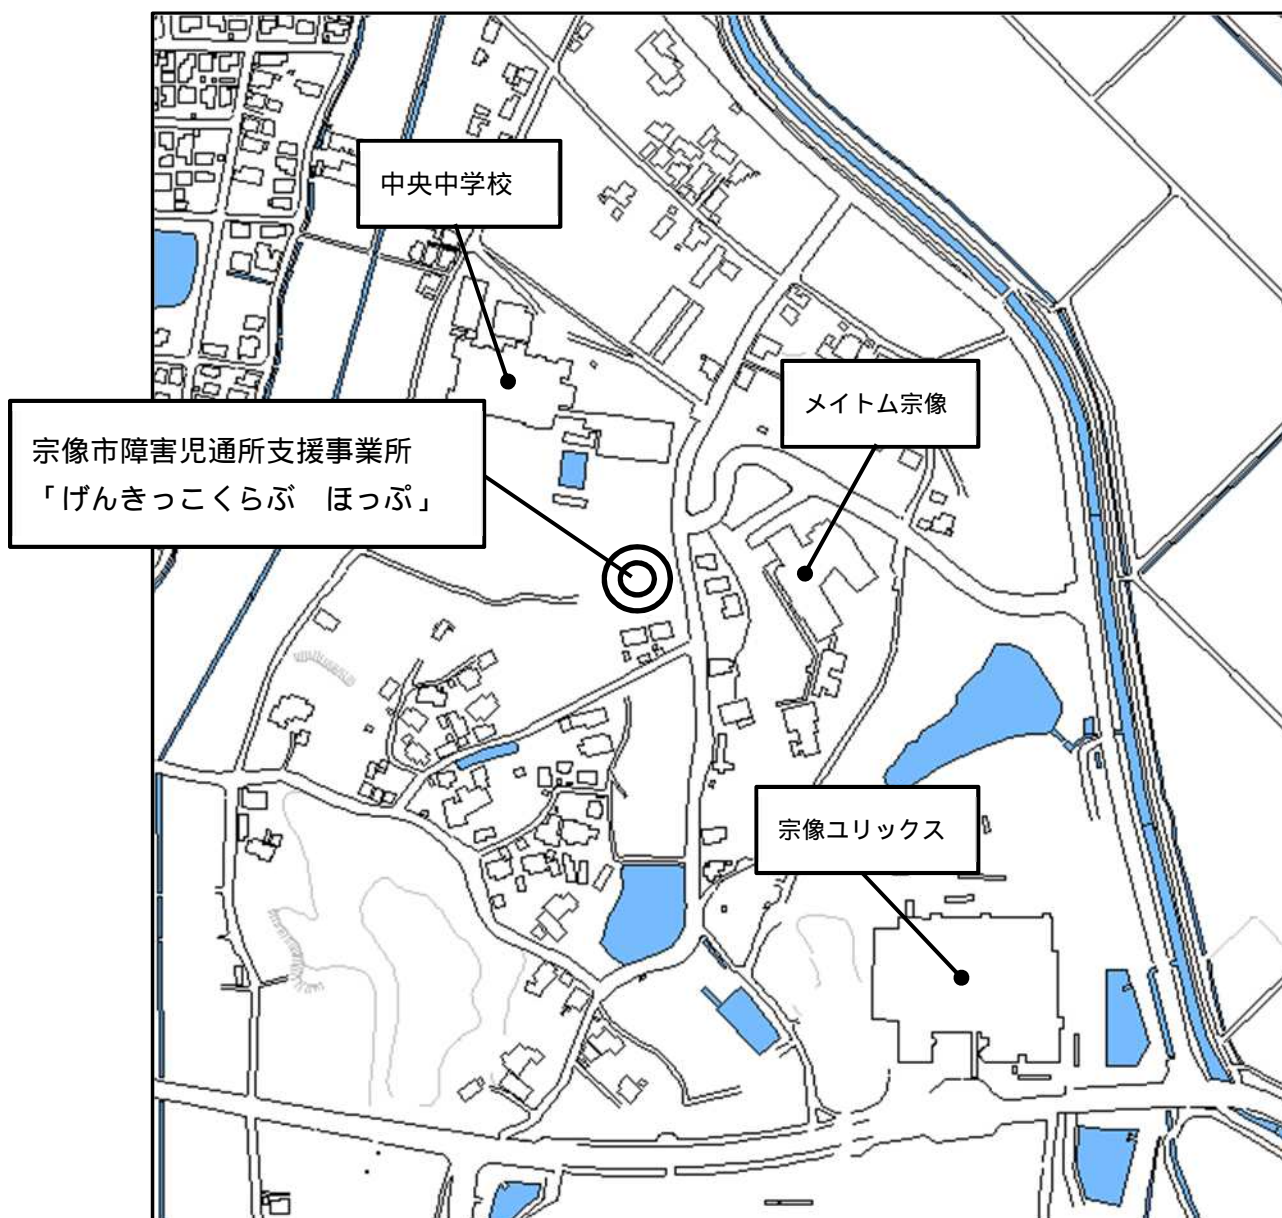 中央中学校
メイトム宗像
宗像市障害児通所支援事業所
「げんきっこくらぶ　ほっぷ」
宗像ユリックス